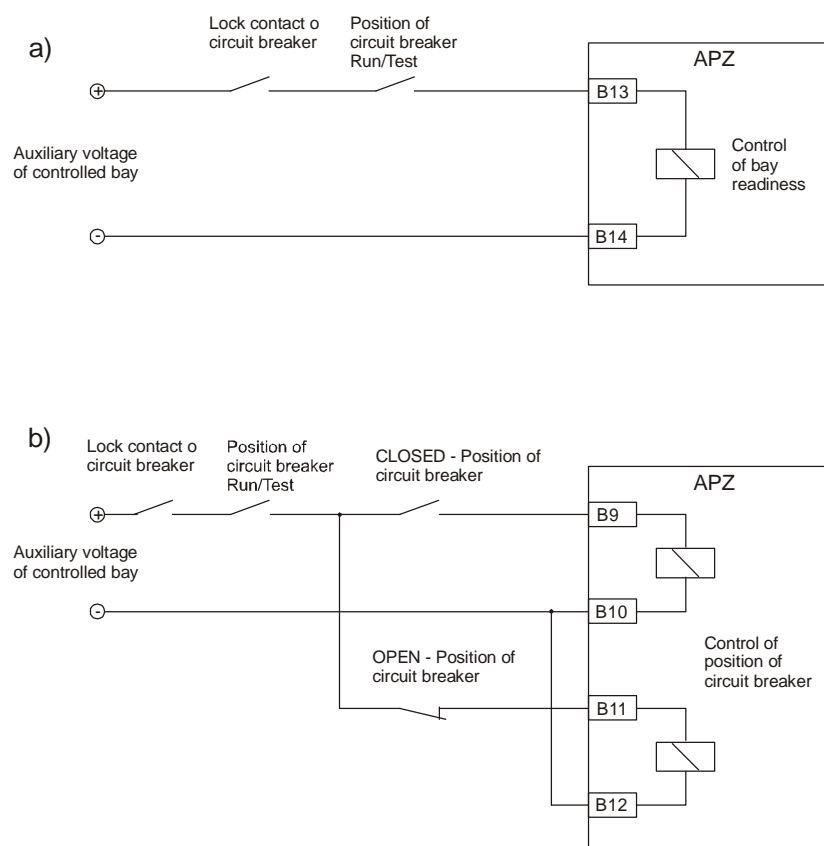 a)
Lock contact o
circuit breaker
Position of
circuit breaker
Run/Test
APZ
+
B13
Auxiliary voltage
of controlled bay
Control
of bay
readiness
-
B14
b)
Lock contact o
circuit breaker
Position of
circuit breaker
Run/Test
CLOSED - Position of
circuit breaker
APZ
+
B9
Auxiliary voltage
of controlled bay
-
B10
OPEN - Position of
circuit breaker
Control of
position of
circuit breaker
B11
B12